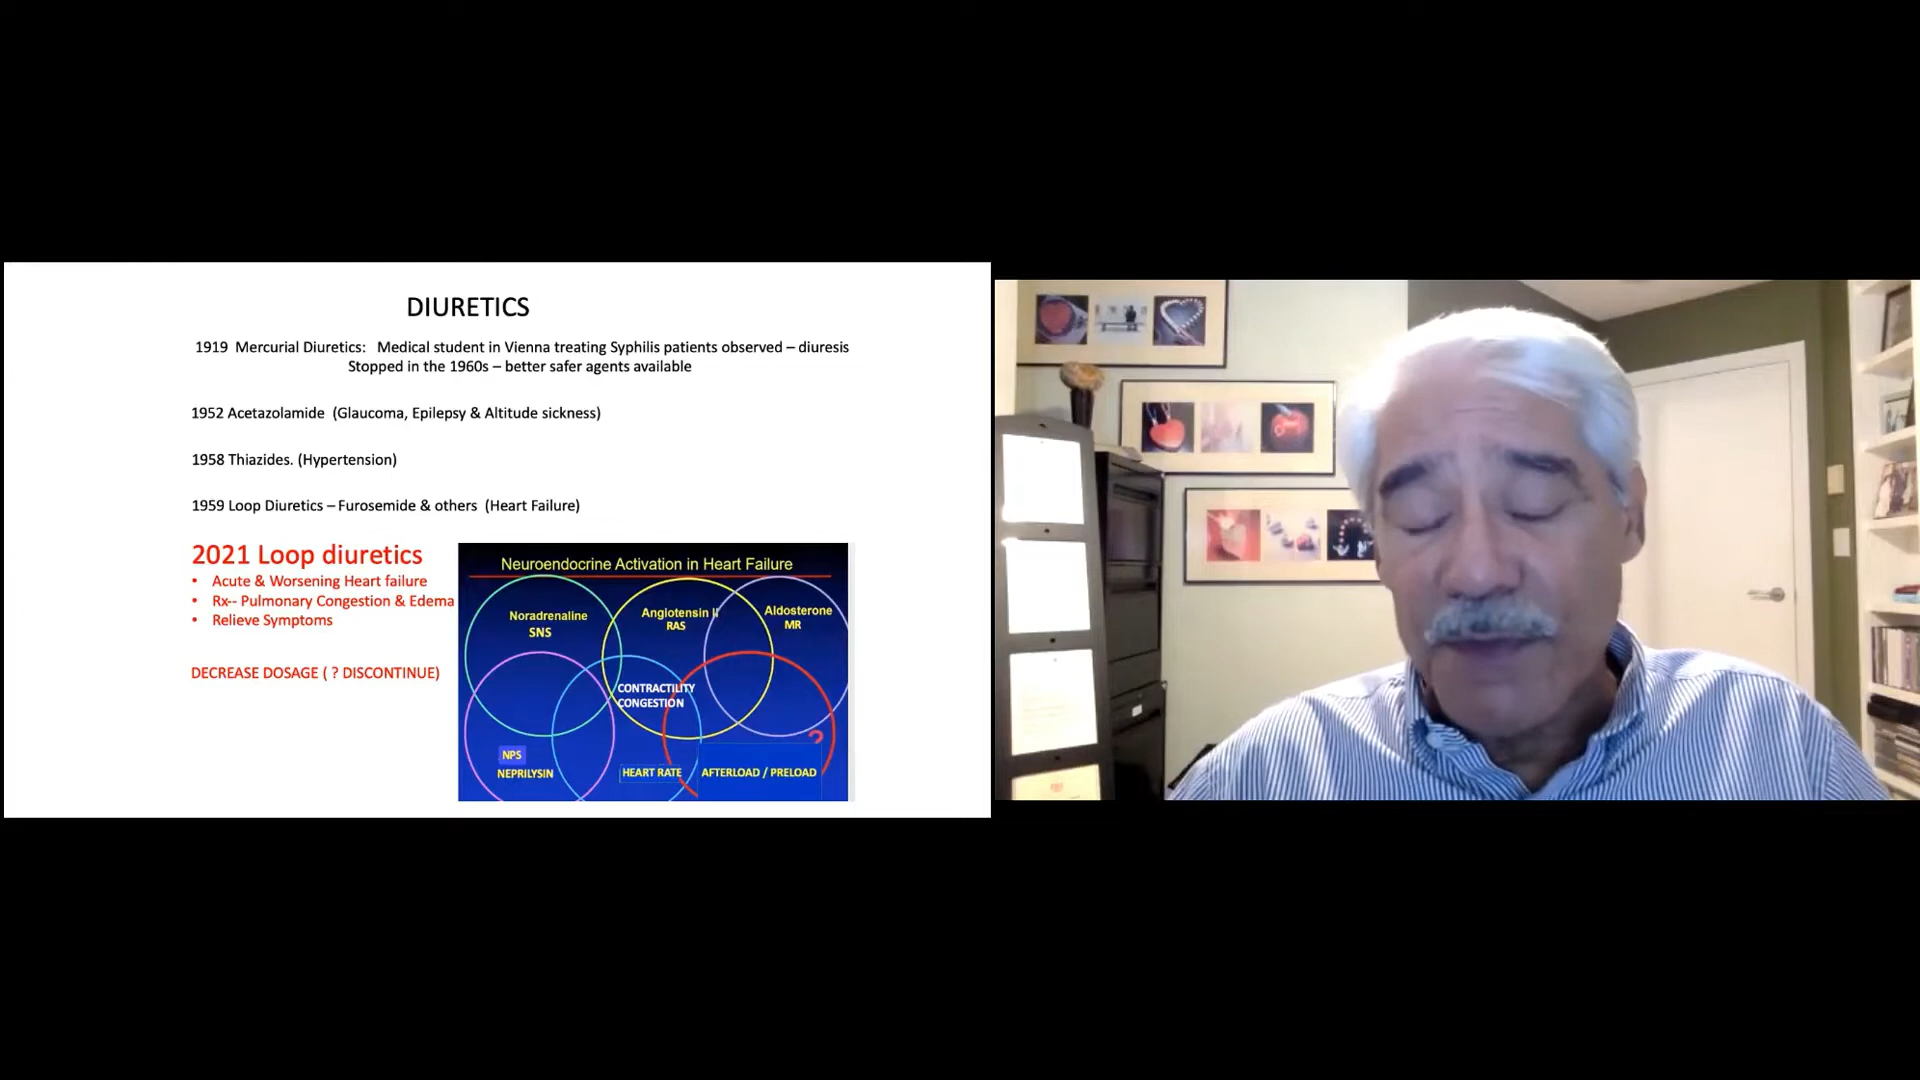 DIURETICS
1919 Mercurial Diuretics: Medical student in Vienna treating Syphilis patients observed – diuresis
Stopped in the 1960s – better safer agents available
1952 Acetazolamide (Glaucoma, Epilepsy & Altitude sickness)
1958 Thiazides. (Hypertension)
1959 Loop Diuretics – Furosemide & others (Heart Failure)
2021 Loop diuretics
• Acute & Worsening Heart failure
• Rx-- Pulmonary Congestion & Edema
• Relieve Symptoms
DECREASE DOSAGE ( ? DISCONTINUE)
Neuroendocrine Activation in Heart Failure
Noradrenaline
SNS
Angiotensin II
RAS
Aldosterone
MR
CONTRACTILITY
CONGESTION
?
NPS
NEPRILYSIN
HEART RATE
AFTERLOAD / PRELOAD